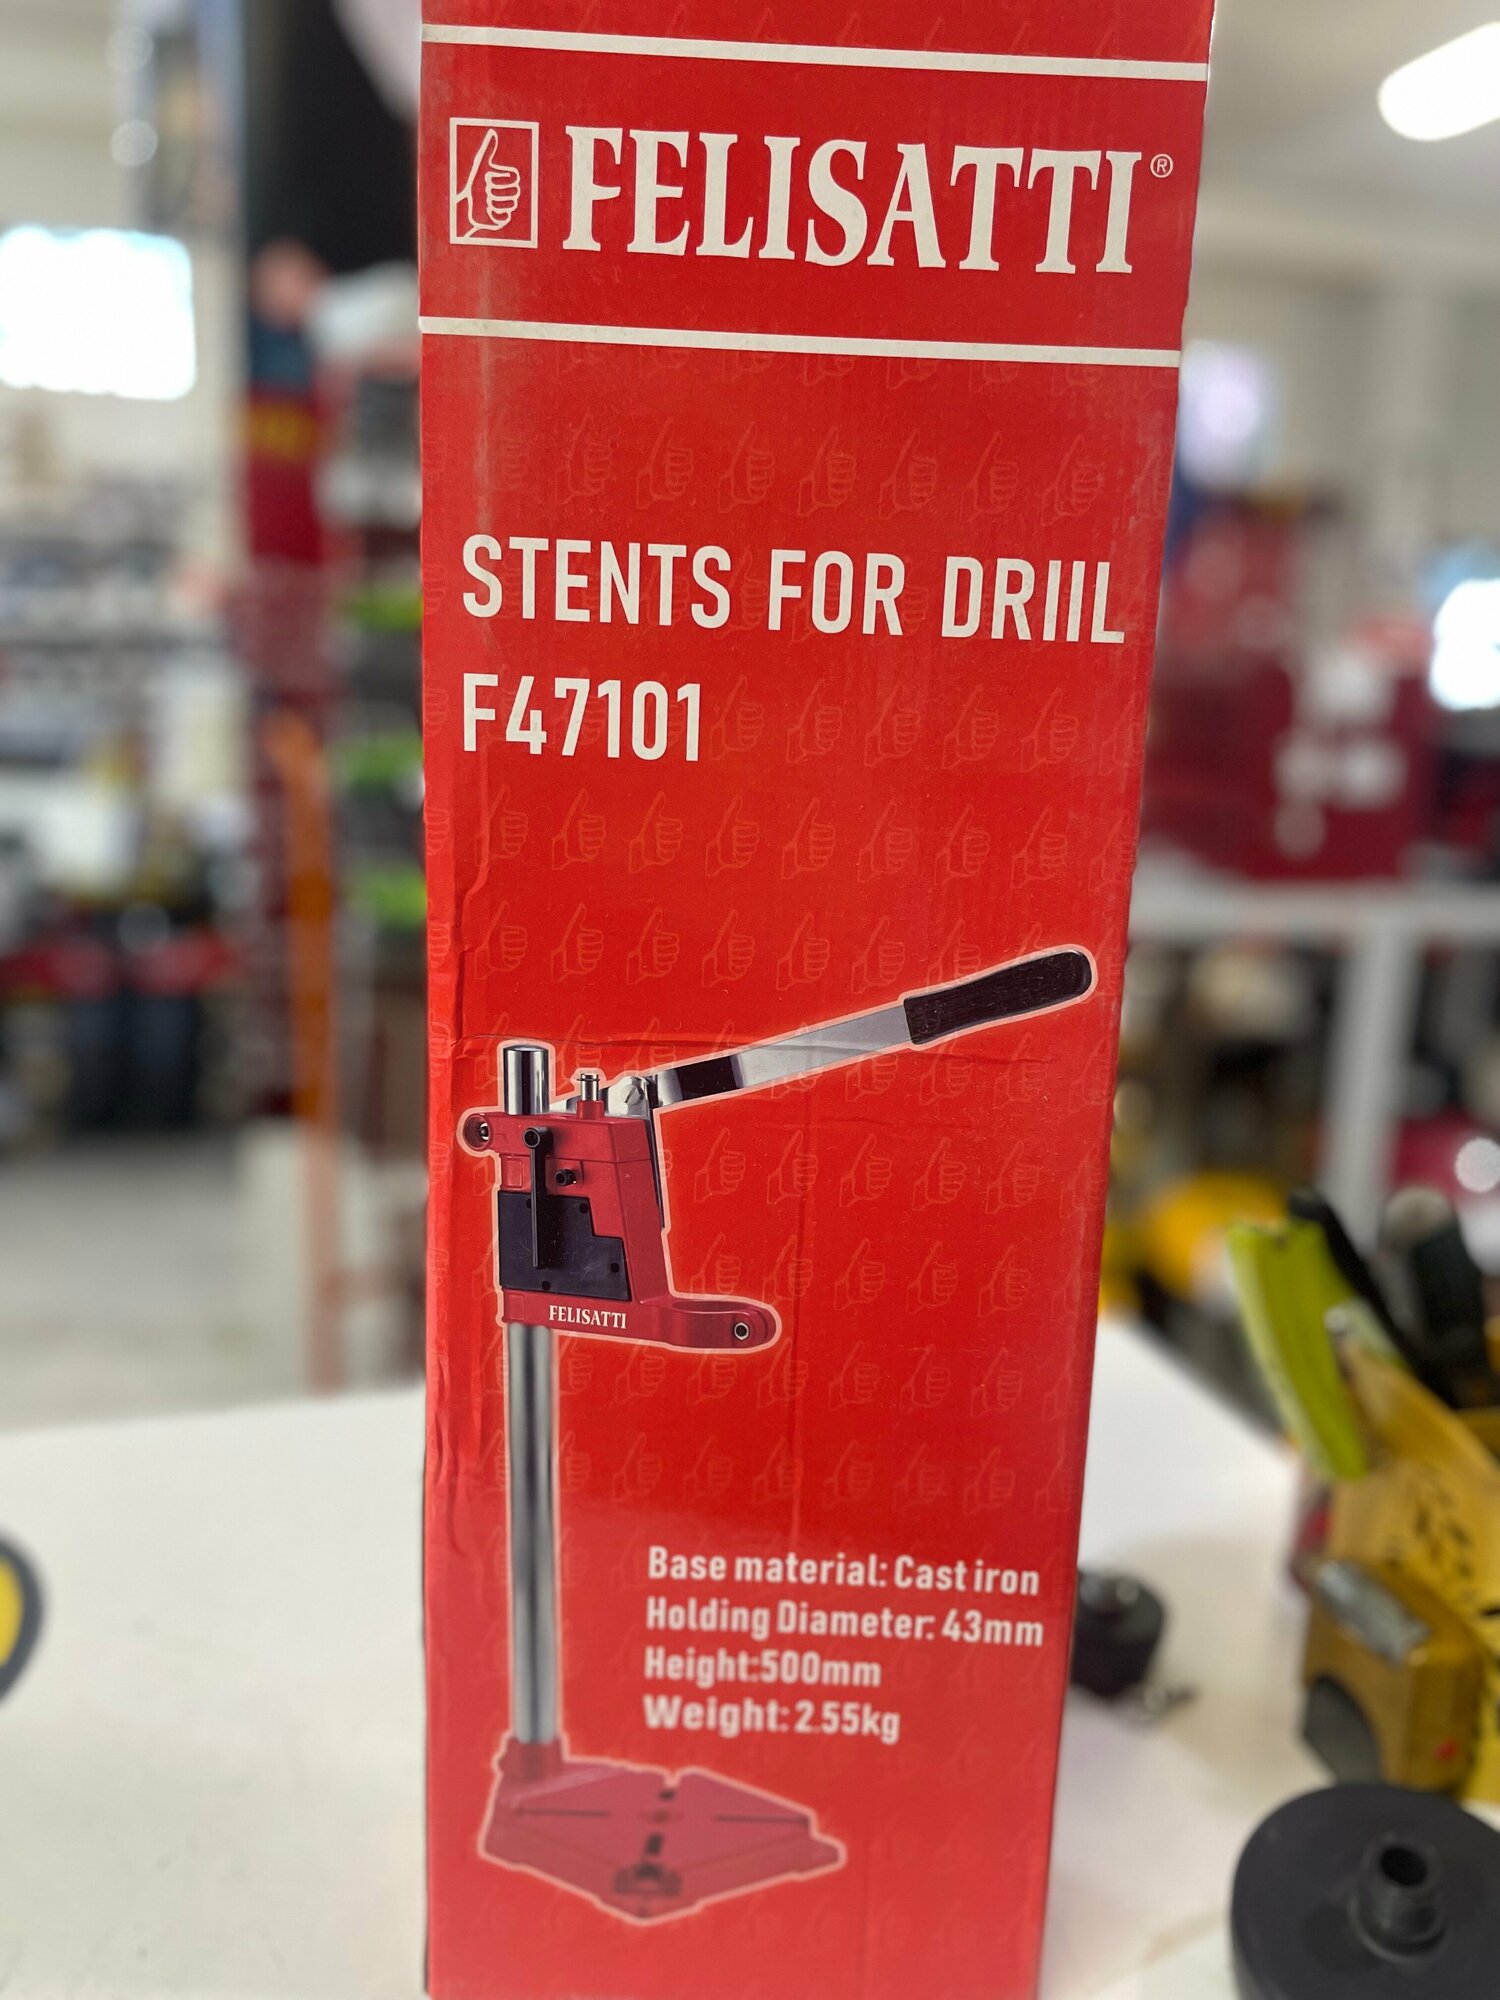 FELISATTI®
STENTS FOR DRIIL
F47101
FELISATTI
Base material: Cast iron
Holding Diameter: 43mm
Height:500mm
Weight: 2.55kg